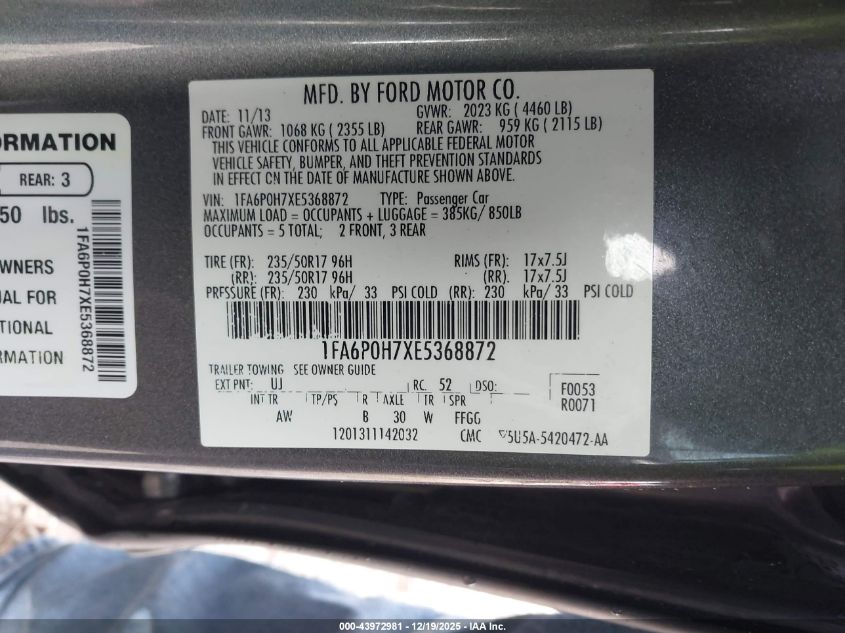 ORMATION
REAR: 3
50 lbs.
WNERS
UAL FOR
TIONAL
RMATION
1FA6P0H7XE5368872
MFD. BY FORD MOTOR CO.
DATE: 11/13 GVWR: 2023 KG ( 4460 LB)
FRONT GAWR: 1068 KG ( 2355 LB) REAR GAWR: 959 KG ( 2115 LB)
THIS VEHICLE CONFORMS TO ALL APPLICABLE FEDERAL MOTOR
VEHICLE SAFETY, BUMPER, AND THEFT PREVENTION STANDARDS
IN EFFECT ON THE DATE OF MANUFACTURE SHOWN ABOVE.
VIN: 1FA6P0H7XE5368872 TYPE: Passenger Car
MAXIMUM LOAD = OCCUPANTS + LUGGAGE = 385KG/ 850LB
OCCUPANTS = 5 TOTAL; 2 FRONT, 3 REAR
TIRE (FR): 235/50R17 96H RIMS (FR): 17x7.5J
(RR): 235/50R17 96H (RR): 17x7.5J
PRESSURE (FR): 230 kPa/ 33 PSI COLD (RR): 230 kPa/ 33 PSI COLD
1FA6P0H7XE5368872
TRAILER TOWING SEE OWNER GUIDE
EXT PNT: UJ RC: 52 DSO: F0053
INT TR TP/PS R AXLE TR SPR R0071
AW B 30 W FFGG
1201311142032 CMC 5U5A-5420472-AA
000-43972981 - 12/19/2025 - IAA Inc.